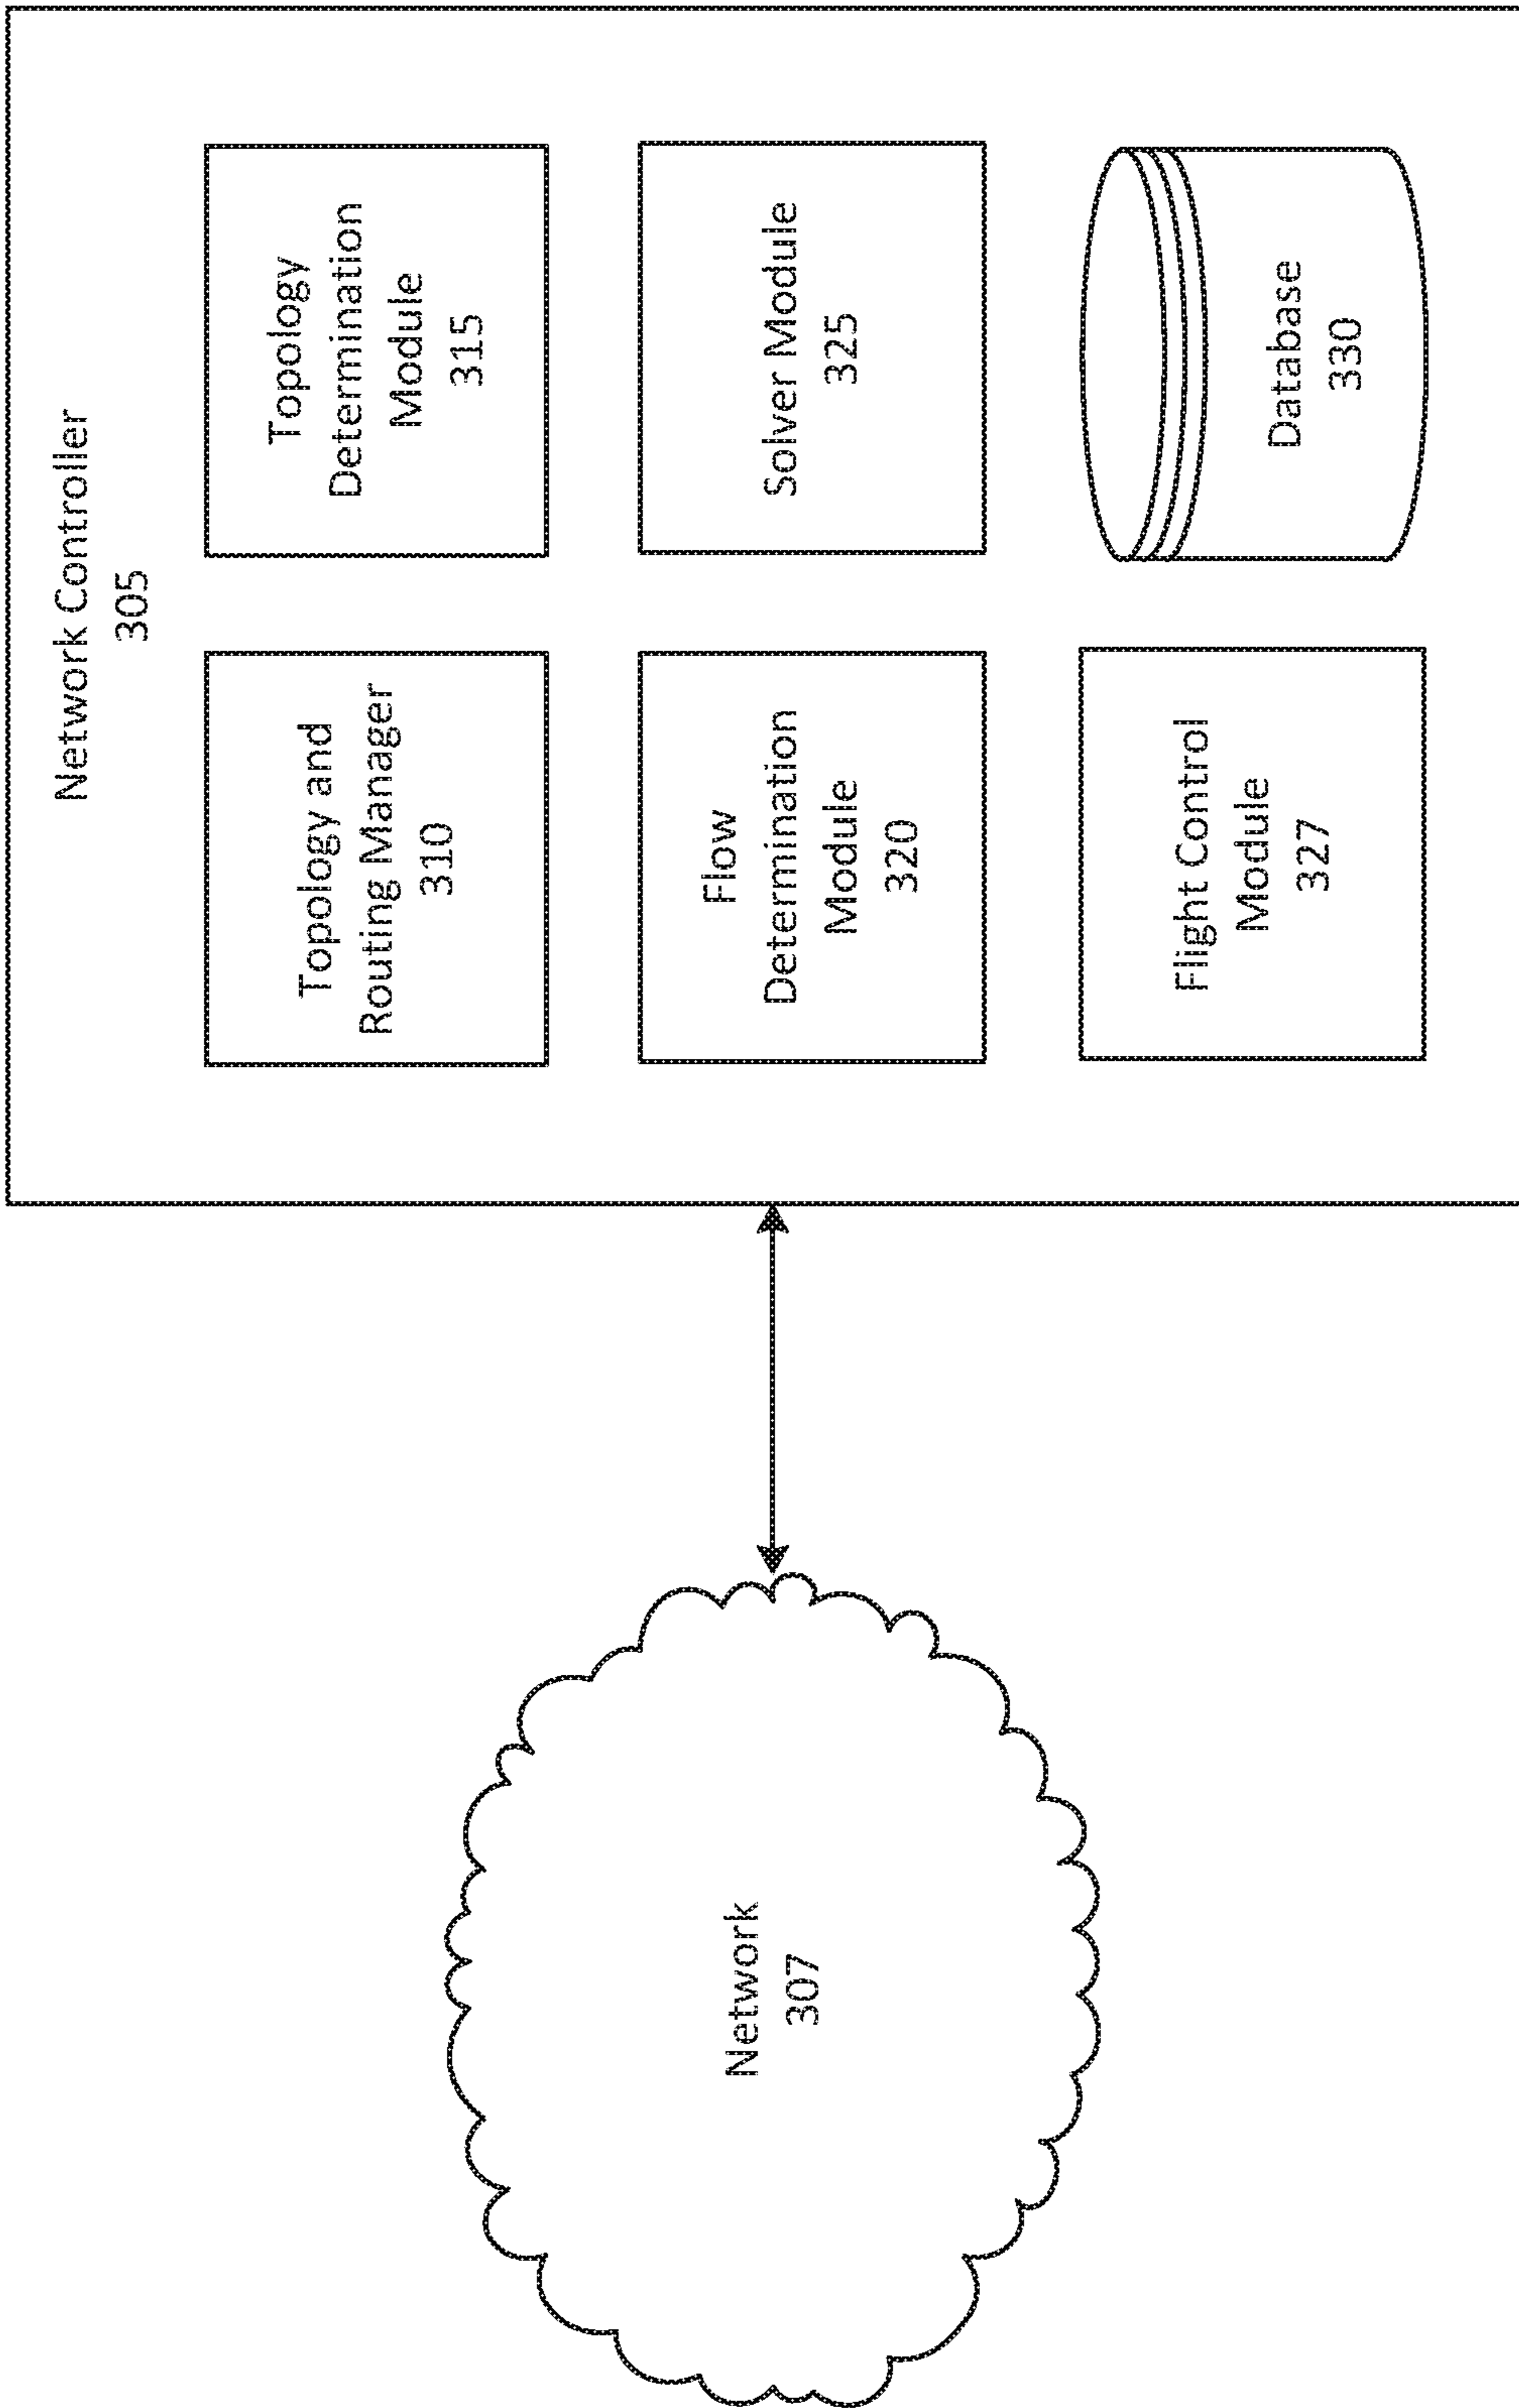 Network Controller
305
Topology and
Routing Manager
310
Topology
Determination
Module
315
Flow
Determination
Module
320
Solver Module
325
Flight Control
Module
327
Database
330
Network
307